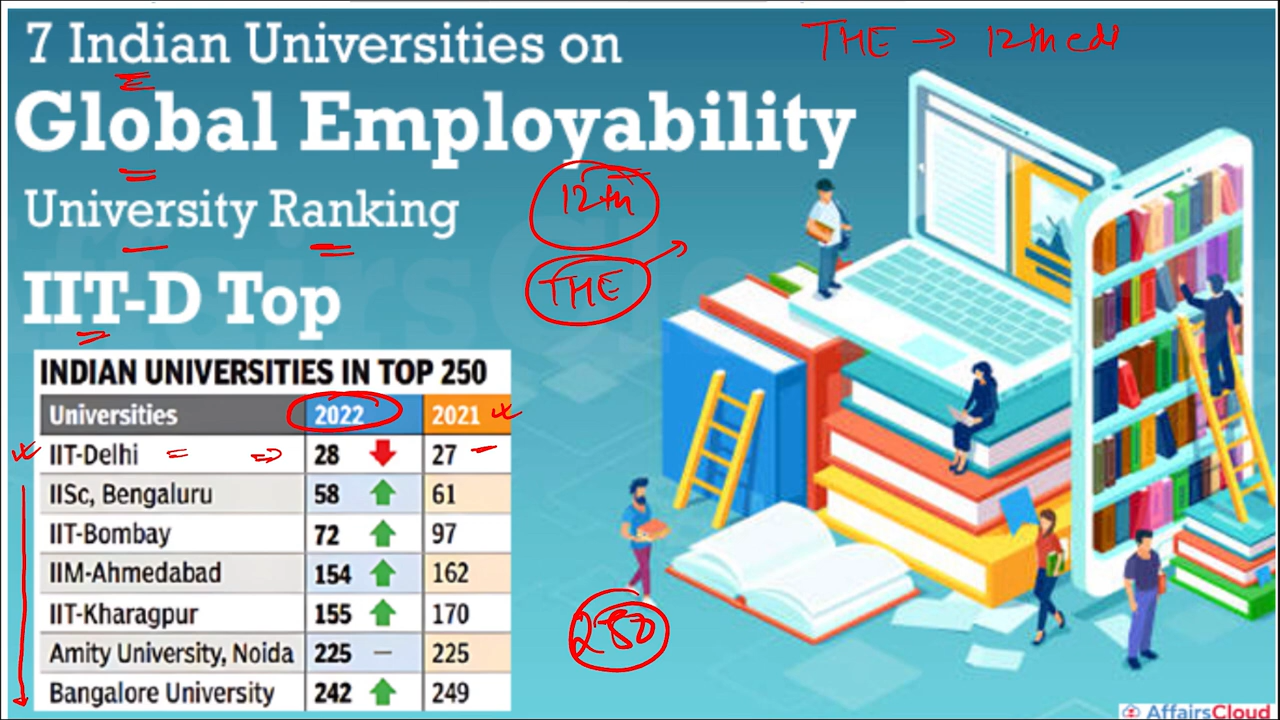 7 Indian Universities on
THE → 12th edi
Global Employability
University Ranking
12th
THE
IIT-D Top
INDIAN UNIVERSITIES IN TOP 250
Universities 2022 2021
IIT-Delhi 28 27
IISc, Bengaluru 58 61
IIT-Bombay 72 97
IIM-Ahmedabad 154 162
IIT-Kharagpur 155 170
Amity University, Noida 225 – 225
Bangalore University 242 249
250
AffairsCloud